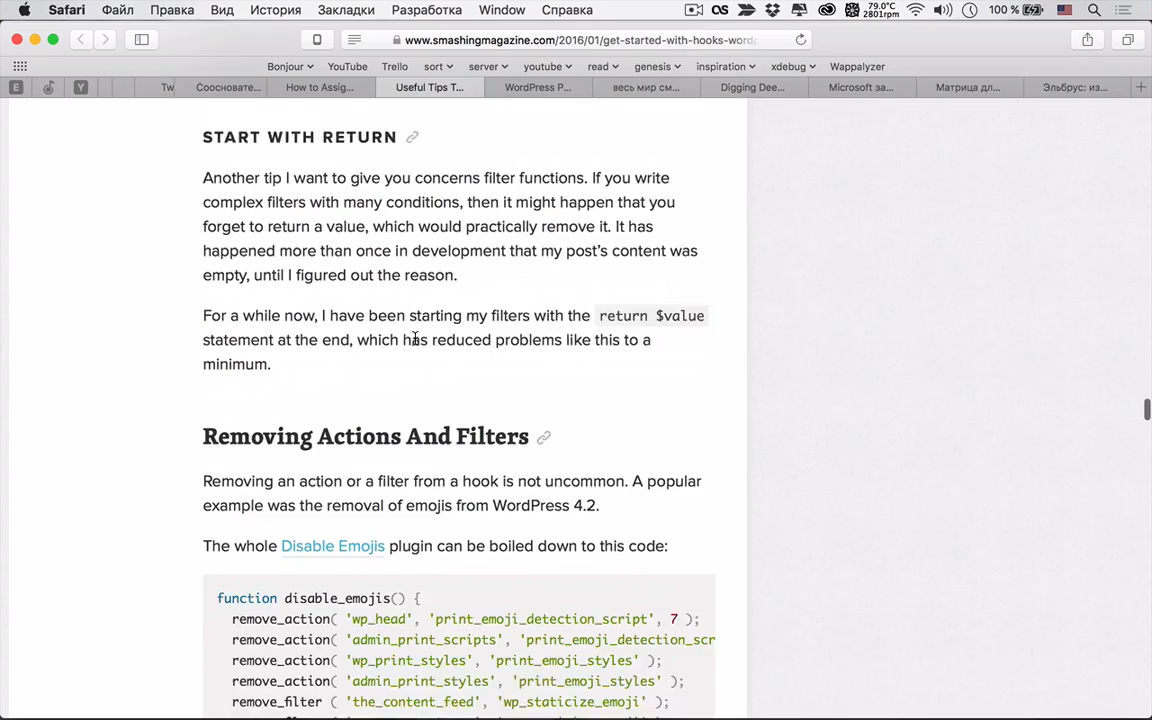 Safari Файл Правка Вид История Закладки Разработка Window Справка 79.0°C 2801rpm 100 %
www.smashingmagazine.com/2016/01/get-started-with-hooks-wordp
Bonjour YouTube Trello sort server youtube read genesis inspiration xdebug Wappalyzer
E Y Tw Сооснovate... How to Assig... Useful Tips T... WordPress P... весь мир см... Digging Dee... Microsoft за... Матрица дл... Эльбрус: из...
START WITH RETURN
Another tip I want to give you concerns filter functions. If you write
complex filters with many conditions, then it might happen that you
forget to return a value, which would practically remove it. It has
happened more than once in development that my post's content was
empty, until I figured out the reason.
For a while now, I have been starting my filters with the return $value
statement at the end, which has reduced problems like this to a
minimum.
Removing Actions And Filters
Removing an action or a filter from a hook is not uncommon. A popular
example was the removal of emojis from WordPress 4.2.
The whole Disable Emojis plugin can be boiled down to this code:
function disable_emojis() {
remove_action( 'wp_head', 'print_emoji_detection_script', 7 );
remove_action( 'admin_print_scripts', 'print_emoji_detection_scr
remove_action( 'wp_print_styles', 'print_emoji_styles' );
remove_action( 'admin_print_styles', 'print_emoji_styles' );
remove_filter ( 'the_content_feed', 'wp_staticize_emoji' );